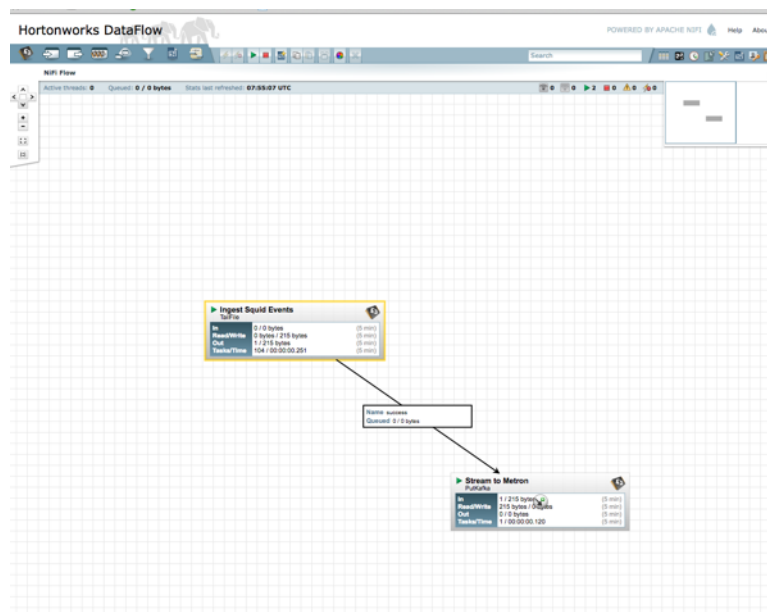 Hortonworks DataFlow
POWERED BY APACHE NIFI Help Abou
Search
NiFi Flow
Active threads: 0 Queued: 0 / 0 bytes Stats last refreshed: 07:55:07 UTC 0 0 2 0 0 0
Ingest Squid Events
TailFile
In 0 / 0 bytes (5 min)
Read/Write 0 bytes / 215 bytes (5 min)
Out 1 / 215 bytes (5 min)
Tasks/Time 104 / 00:00:00.251 (5 min)
Name success
Queued 0 / 0 bytes
Stream to Metron
PutKafka
In 1 / 215 bytes (5 min)
Read/Write 215 bytes / 0 bytes (5 min)
Out 0 / 0 bytes (5 min)
Tasks/Time 1 / 00:00:00.120 (5 min)